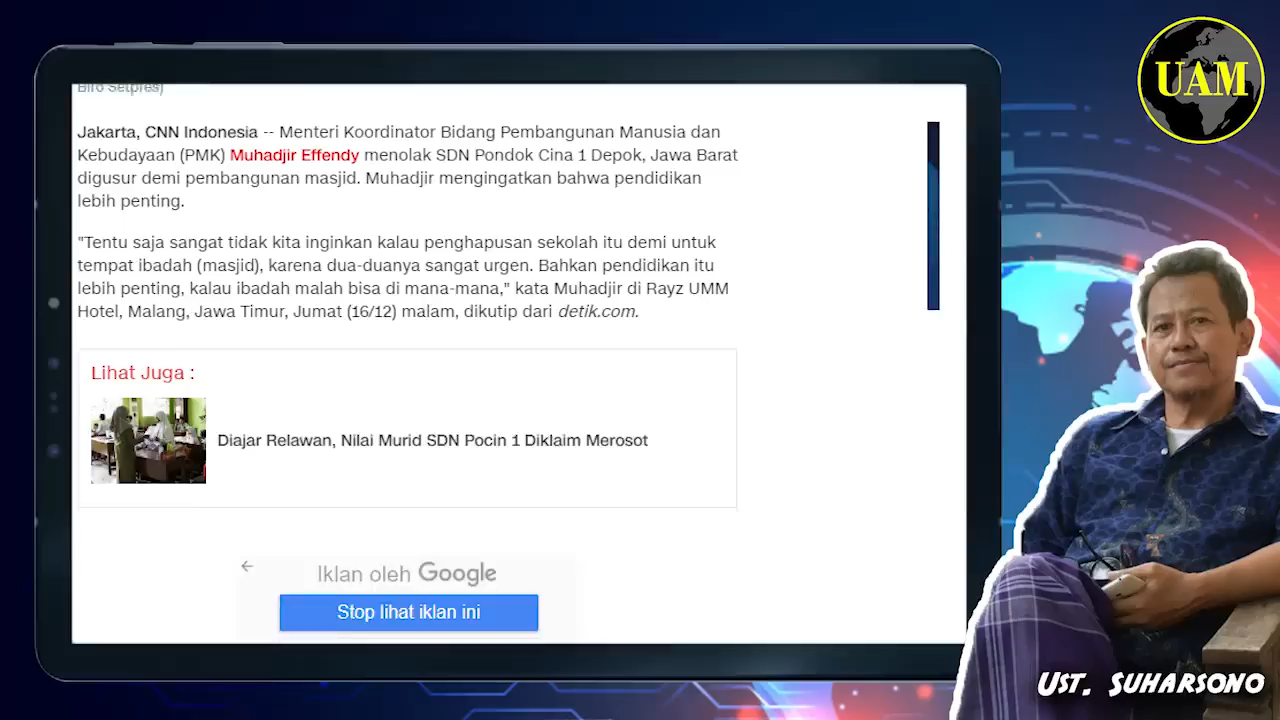 Biro Setpres)
UAM
Jakarta, CNN Indonesia -- Menteri Koordinator Bidang Pembangunan Manusia dan
Kebudayaan (PMK) Muhadjir Effendy menolak SDN Pondok Cina 1 Depok, Jawa Barat
digusur demi pembangunan masjid. Muhadjir mengingatkan bahwa pendidikan
lebih penting.
"Tentu saja sangat tidak kita inginkan kalau penghapusan sekolah itu demi untuk
tempat ibadah (masjid), karena dua-duanya sangat urgen. Bahkan pendidikan itu
lebih penting, kalau ibadah malah bisa di mana-mana," kata Muhadjir di Rayz UMM
Hotel, Malang, Jawa Timur, Jumat (16/12) malam, dikutip dari detik.com.
Lihat Juga :
Diajar Relawan, Nilai Murid SDN Pocin 1 Diklaim Merosot
Iklan oleh Google
Stop lihat iklan ini
Ust. Suharsono